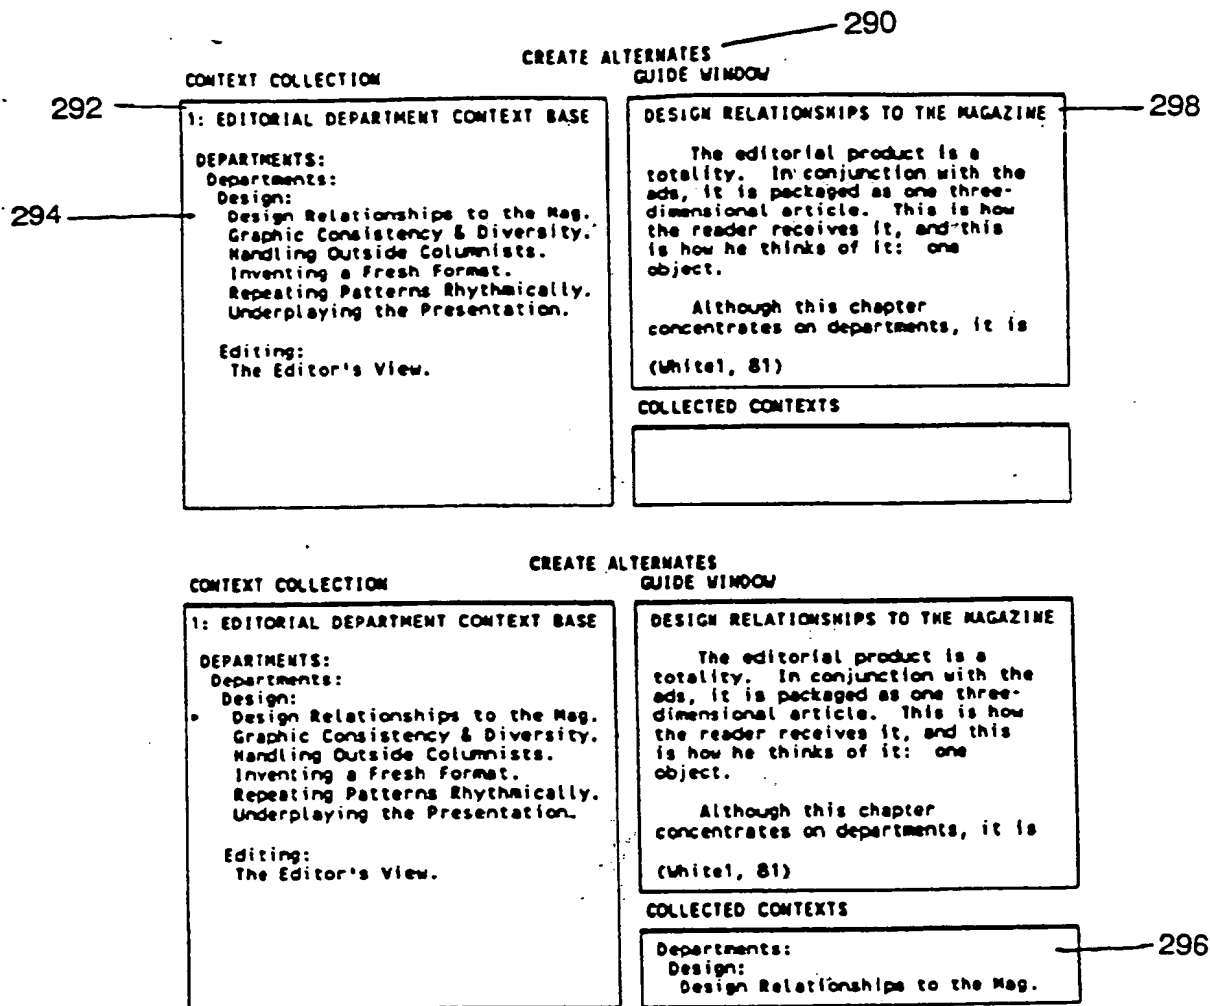 290
CREATE ALTERNATES
CONTEXT COLLECTION
GUIDE WINDOW
292
1: EDITORIAL DEPARTMENT CONTEXT BASE
DEPARTMENTS:
Departments:
Design:
294
Design Relationships to the Mag.
Graphic Consistency & Diversity.
Handling Outside Columnists.
Inventing a Fresh Format.
Repeating Patterns Rhythmically.
Underplaying the Presentation.
Editing:
The Editor's View.
298
DESIGN RELATIONSHIPS TO THE MAGAZINE
The editorial product is a
totality. In conjunction with the
ads, it is packaged as one three-
dimensional article. This is how
the reader receives it, and this
is how he thinks of it: one
object.
Although this chapter
concentrates on departments, it is
(White1, 81)
COLLECTED CONTEXTS
CREATE ALTERNATES
CONTEXT COLLECTION
GUIDE WINDOW
1: EDITORIAL DEPARTMENT CONTEXT BASE
DEPARTMENTS:
Departments:
Design:
Design Relationships to the Mag.
Graphic Consistency & Diversity.
Handling Outside Columnists.
Inventing a Fresh Format.
Repeating Patterns Rhythmically.
Underplaying the Presentation.
Editing:
The Editor's View.
DESIGN RELATIONSHIPS TO THE MAGAZINE
The editorial product is a
totality. In conjunction with the
ads, it is packaged as one three-
dimensional article. This is how
the reader receives it, and this
is how he thinks of it: one
object.
Although this chapter
concentrates on departments, it is
(White1, 81)
COLLECTED CONTEXTS
Departments:
Design:
Design Relationships to the Mag.
296